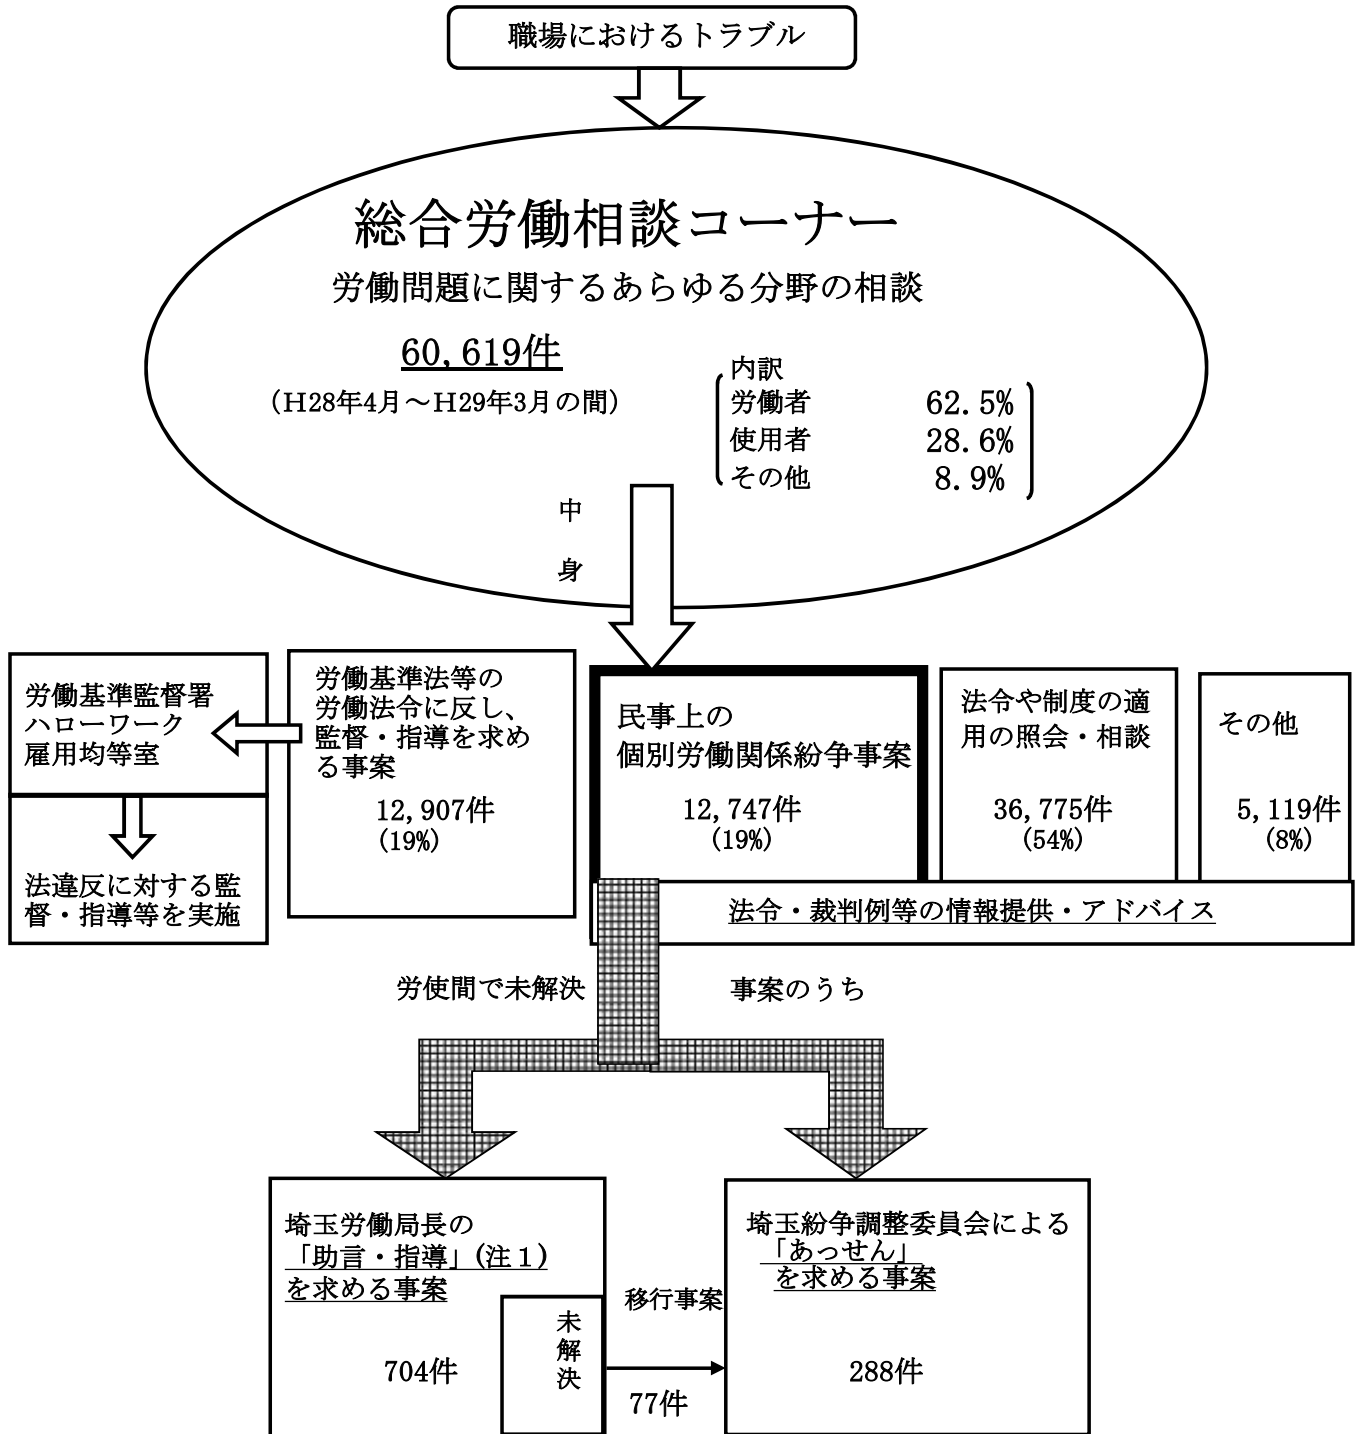 職場におけるトラブル
総合労働相談コーナー
労働問題に関するあらゆる分野の相談
60,619件
（H28年4月～H29年3月の間）
内訳
労働者 62.5%
使用者 28.6%
その他 8.9%
中
身
労働基準監督署
ハローワーク
雇用均等室
法違反に対する監
督・指導等を実施
労働基準法等の
労働法令に反し、
監督・指導を求め
る事案
12,907件
(19%)
民事上の
個別労働関係紛争事案
12,747件
(19%)
法令や制度の適
用の照会・相談
36,775件
(54%)
その他
5,119件
(8%)
法令・裁判例等の情報提供・アドバイス
労使間で未解決 事案のうち
埼玉労働局長の
「助言・指導」(注１)
を求める事案
704件
未
解
決
移行事案
77件
埼玉紛争調整委員会による
「あっせん」
を求める事案
288件